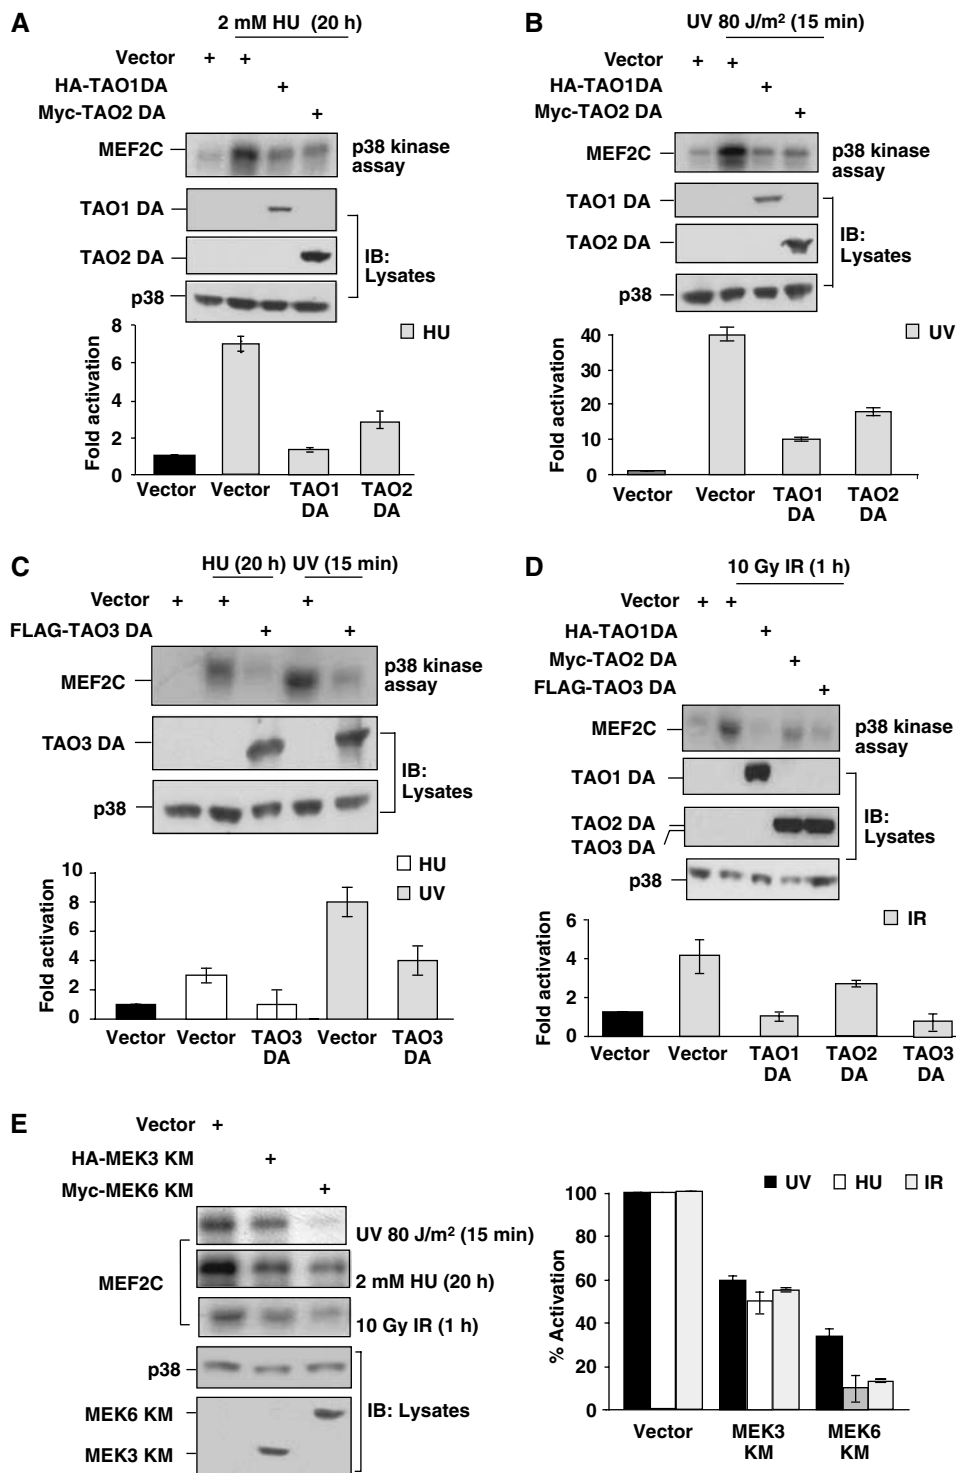 A
2 mM HU (20 h)
Vector + +
HA-TAO1DA +
Myc-TAO2 DA +
MEF2C
p38 kinase
assay
TAO1 DA
TAO2 DA
IB:
Lysates
p38
8
6
4
2
0
Fold activation
HU
Vector
Vector
TAO1
DA
TAO2
DA
B
UV 80 J/m² (15 min)
Vector + +
HA-TAO1DA +
Myc-TAO2 DA +
MEF2C
p38 kinase
assay
TAO1 DA
TAO2 DA
IB:
Lysates
p38
40
30
20
10
0
Fold activation
UV
Vector
Vector
TAO1
DA
TAO2
DA
C
HU (20 h) UV (15 min)
Vector + + +
FLAG-TAO3 DA + +
MEF2C
p38 kinase
assay
TAO3 DA
IB:
Lysates
p38
10
8
6
4
2
0
Fold activation
HU
UV
Vector
Vector
TAO3
DA
Vector
TAO3
DA
D
10 Gy IR (1 h)
Vector + +
HA-TAO1DA +
Myc-TAO2 DA +
FLAG-TAO3 DA +
MEF2C
p38 kinase
assay
TAO1 DA
TAO2 DA
TAO3 DA
IB:
Lysates
p38
6
4
2
0
Fold activation
IR
Vector
Vector
TAO1
DA
TAO2
DA
TAO3
DA
E
Vector +
HA-MEK3 KM +
Myc-MEK6 KM +
MEF2C
UV 80 J/m² (15 min)
2 mM HU (20 h)
10 Gy IR (1 h)
p38
MEK6 KM
MEK3 KM
IB: Lysates
100
80
60
40
20
0
% Activation
UV HU IR
Vector
MEK3
KM
MEK6
KM